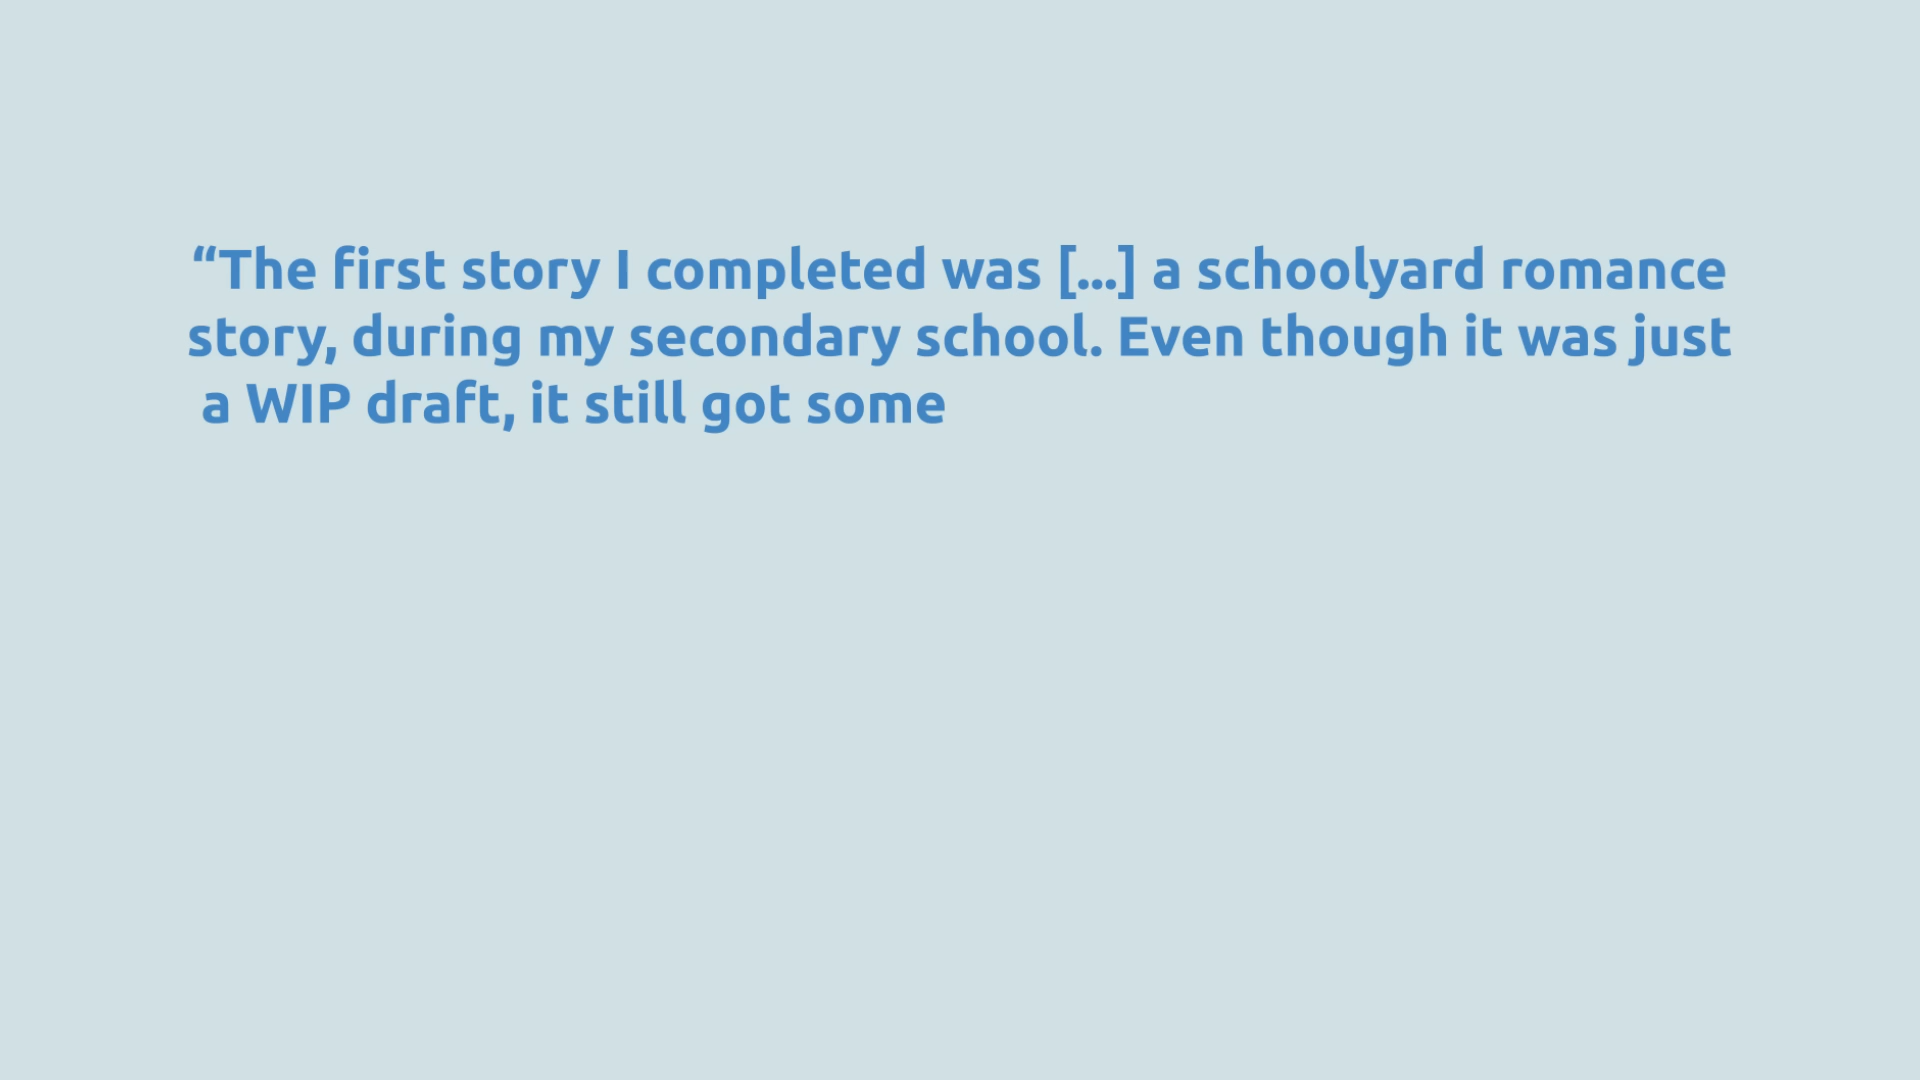 “The first story I completed was [...] a schoolyard romance
story, during my secondary school. Even though it was just
a WIP draft, it still got some